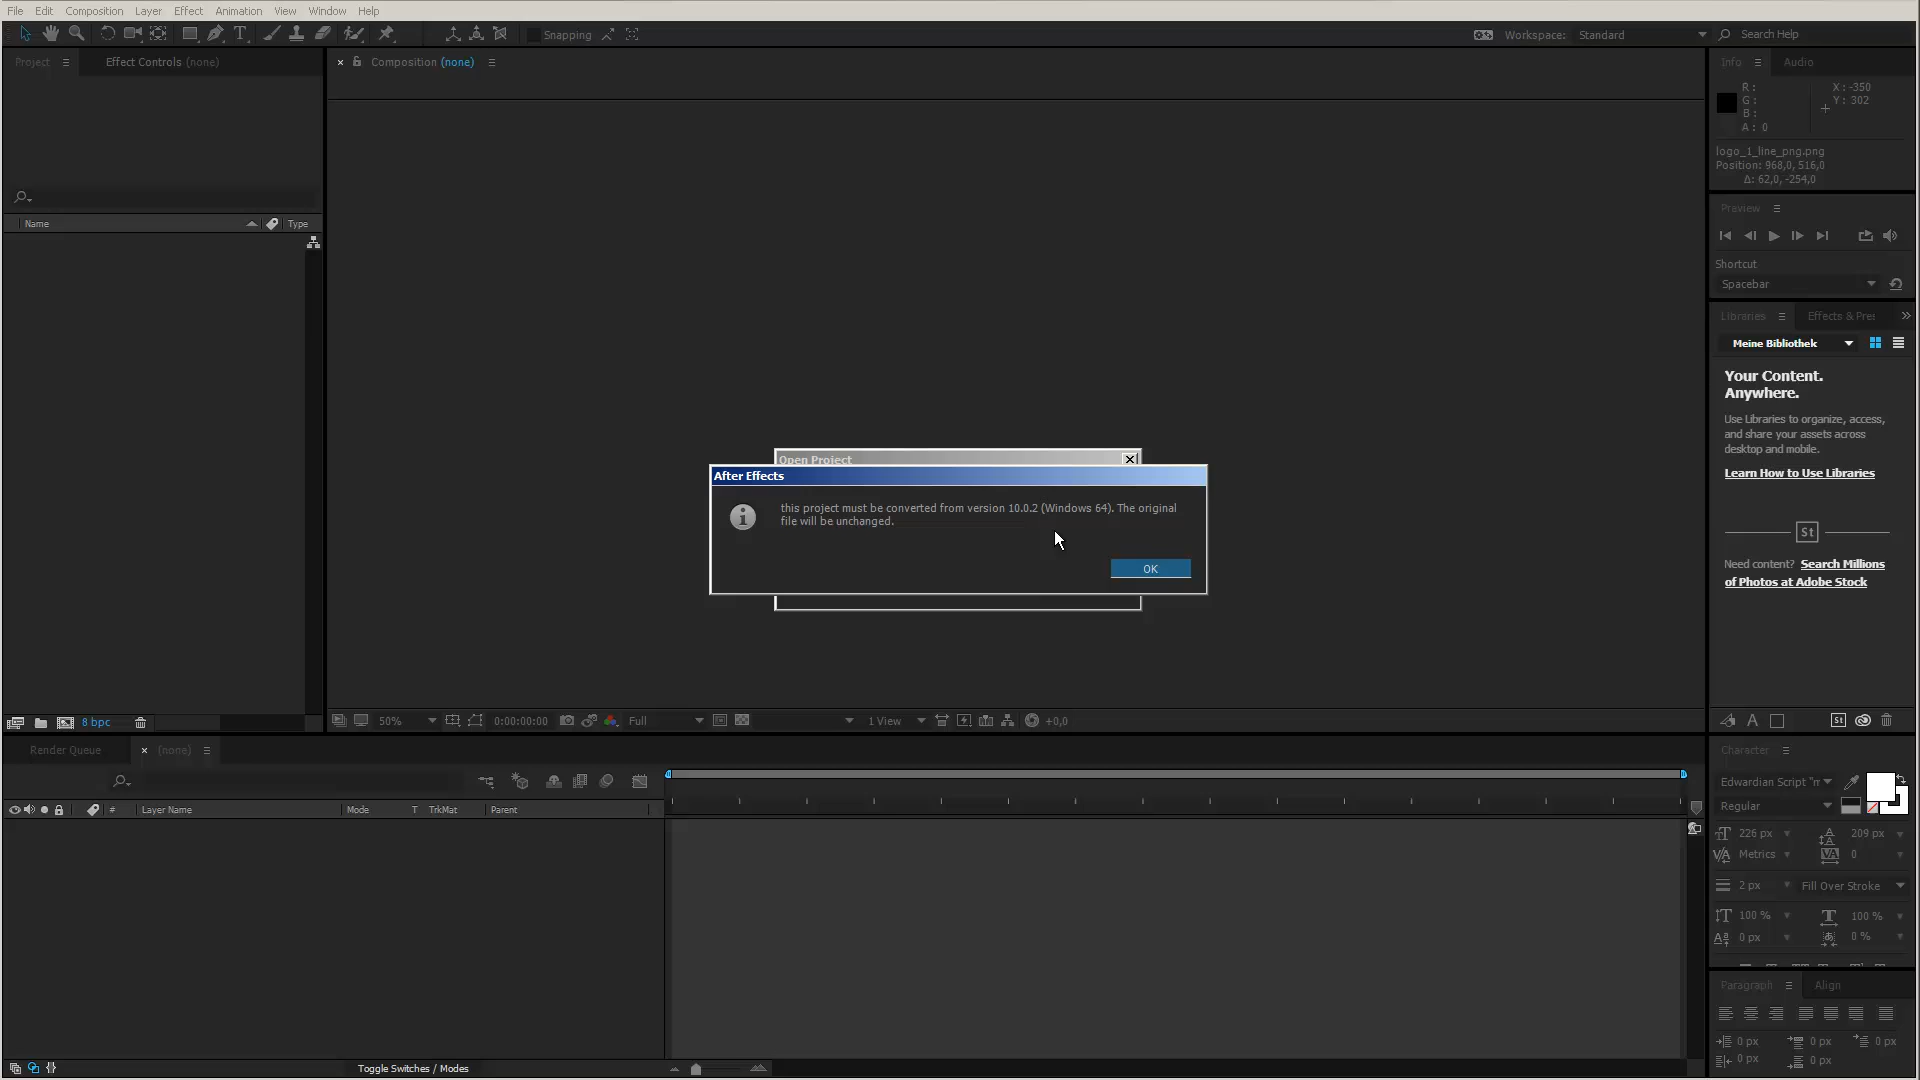 File Edit Composition Layer Effect Animation View Window Help
Snapping
Workspace: Standard
Search Help
Project
Effect Controls (none)
Composition (none)
Info
Audio
R :
G :
B :
A : 0
X : -350
Y : 302
logo_1_line_png.png
Position: 968,0, 516,0
Δ: 62,0, -254,0
Preview
Shortcut
Spacebar
Name
Type
Libraries
Effects & Pre
Meine Bibliothek
Your Content.
Anywhere.
Use Libraries to organize, access,
and share your assets across
desktop and mobile.
Learn How to Use Libraries
St
Need content? Search Millions
of Photos at Adobe Stock
Open Project
After Effects
this project must be converted from version 10.0.2 (Windows 64). The original
file will be unchanged.
OK
8 bpc
50%
0:00:00:00
Full
1 View
+0,0
St
Render Queue
(none)
# Layer Name
Mode
T TrkMat
Parent
Character
Edwardian Script
Regular
226 px
209 px
Metrics
0
2 px
Fill Over Stroke
100 %
100 %
0 px
0 %
Paragraph
Align
0 px
0 px
0 px
0 px
0 px
Toggle Switches / Modes